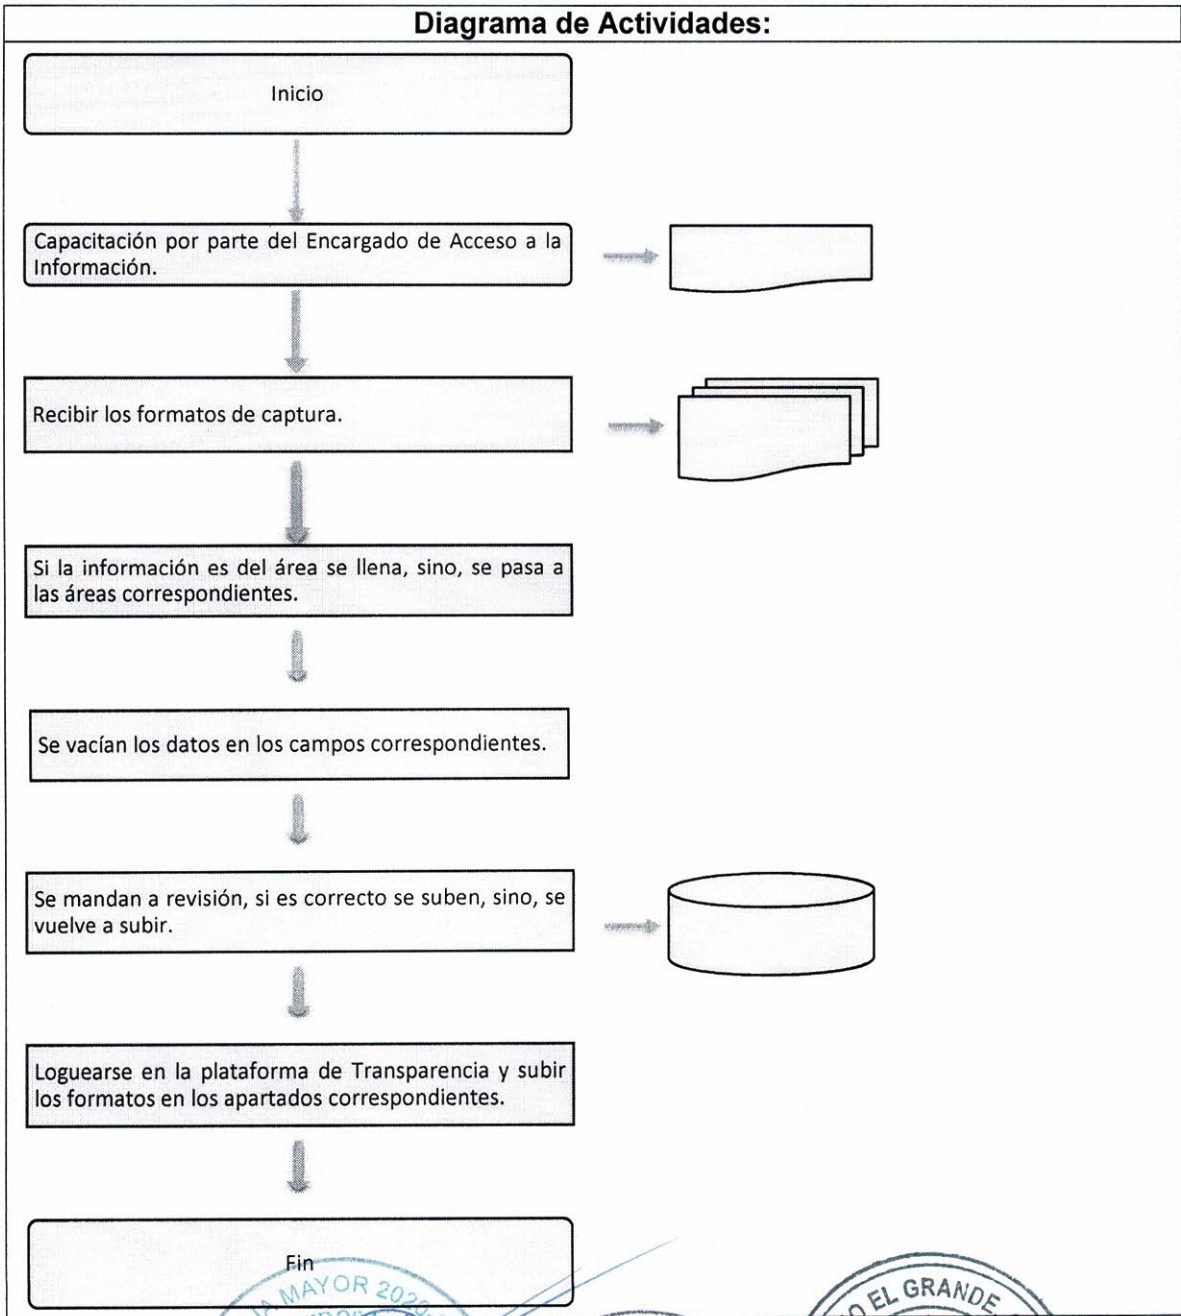 Diagrama de Actividades:
Inicio
Capacitación por parte del Encargado de Acceso a la
Información.
Recibir los formatos de captura.
Si la información es del área se llena, sino, se pasa a
las áreas correspondientes.
Se vacían los datos en los campos correspondientes.
Se mandan a revisión, si es correcto se suben, sino, se
vuelve a subir.
Loguearse en la plataforma de Transparencia y subir
los formatos en los apartados correspondientes.
Fin
MAYOR 2020
EL GRANDE,